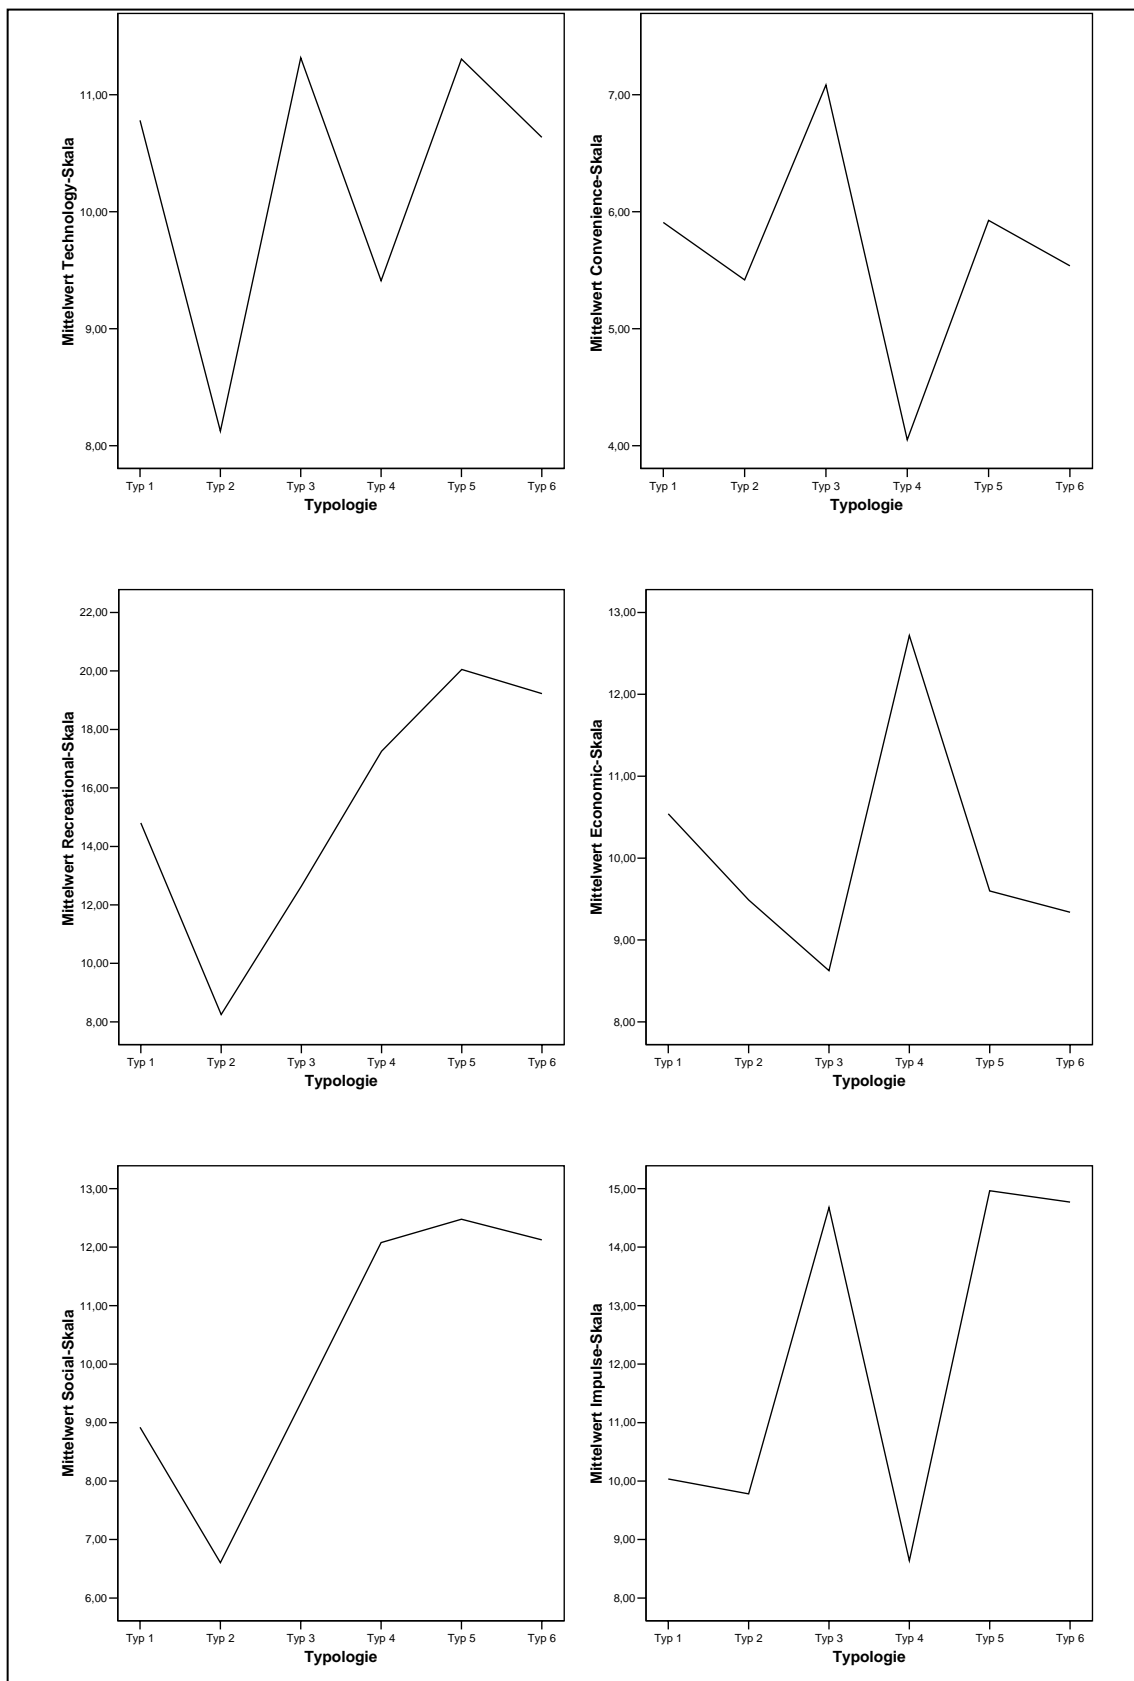 Mittelwert Technology-Skala
11,00
10,00
9,00
8,00
Typ 1 Typ 2 Typ 3 Typ 4 Typ 5 Typ 6
Typologie
Mittelwert Convenience-Skala
7,00
6,00
5,00
4,00
Typ 1 Typ 2 Typ 3 Typ 4 Typ 5 Typ 6
Typologie
Mittelwert Recreational-Skala
22,00
20,00
18,00
16,00
14,00
12,00
10,00
8,00
Typ 1 Typ 2 Typ 3 Typ 4 Typ 5 Typ 6
Typologie
Mittelwert Economic-Skala
13,00
12,00
11,00
10,00
9,00
8,00
Typ 1 Typ 2 Typ 3 Typ 4 Typ 5 Typ 6
Typologie
Mittelwert Social-Skala
13,00
12,00
11,00
10,00
9,00
8,00
7,00
6,00
Typ 1 Typ 2 Typ 3 Typ 4 Typ 5 Typ 6
Typologie
Mittelwert Impulse-Skala
15,00
14,00
13,00
12,00
11,00
10,00
9,00
8,00
Typ 1 Typ 2 Typ 3 Typ 4 Typ 5 Typ 6
Typologie